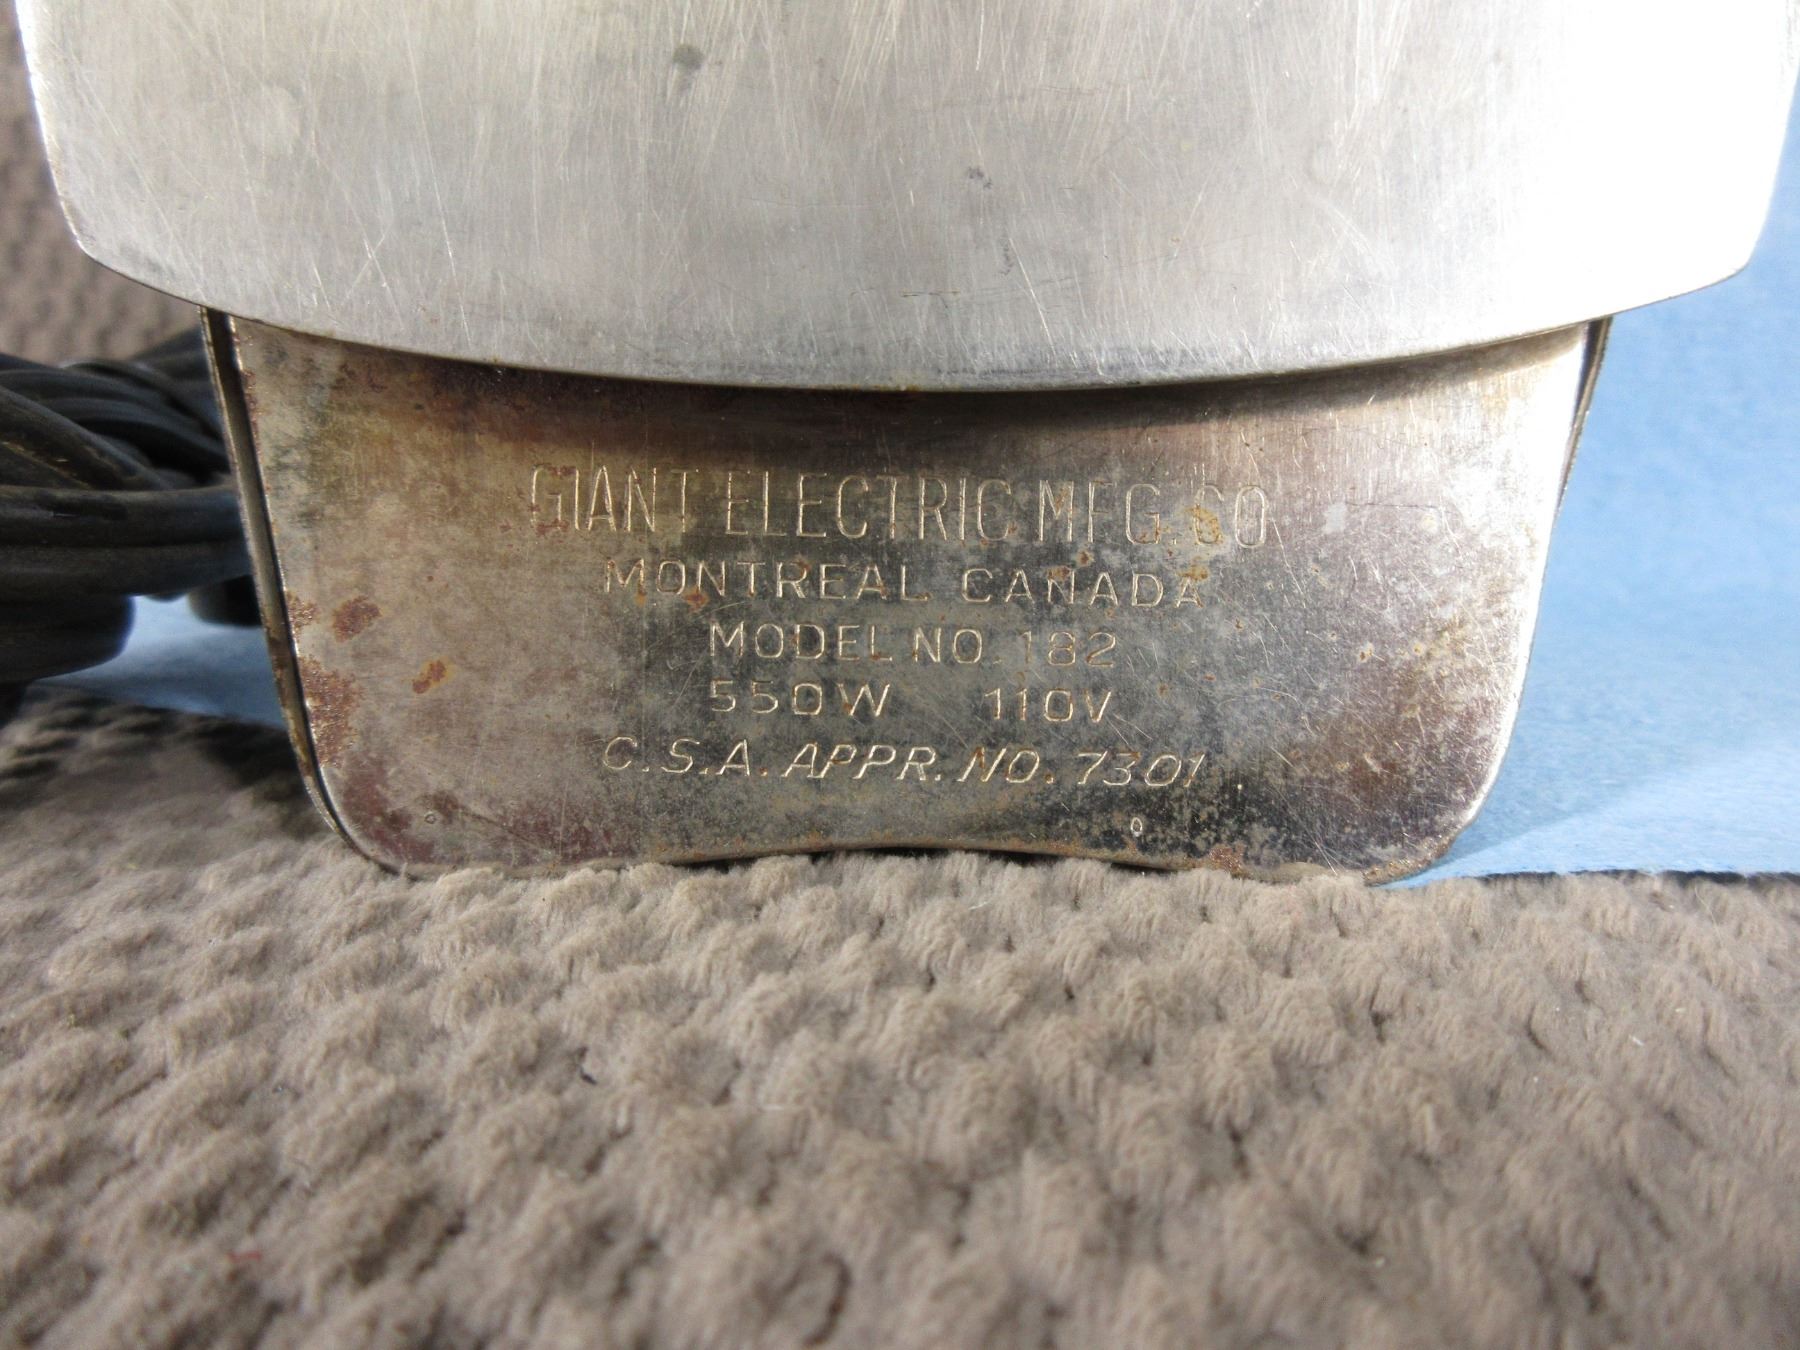 GIANT ELECTRIC MFG. CO
MONTREAL CANADA
MODEL NO. 182
550W 110V
C.S.A. APPR. NO. 7301